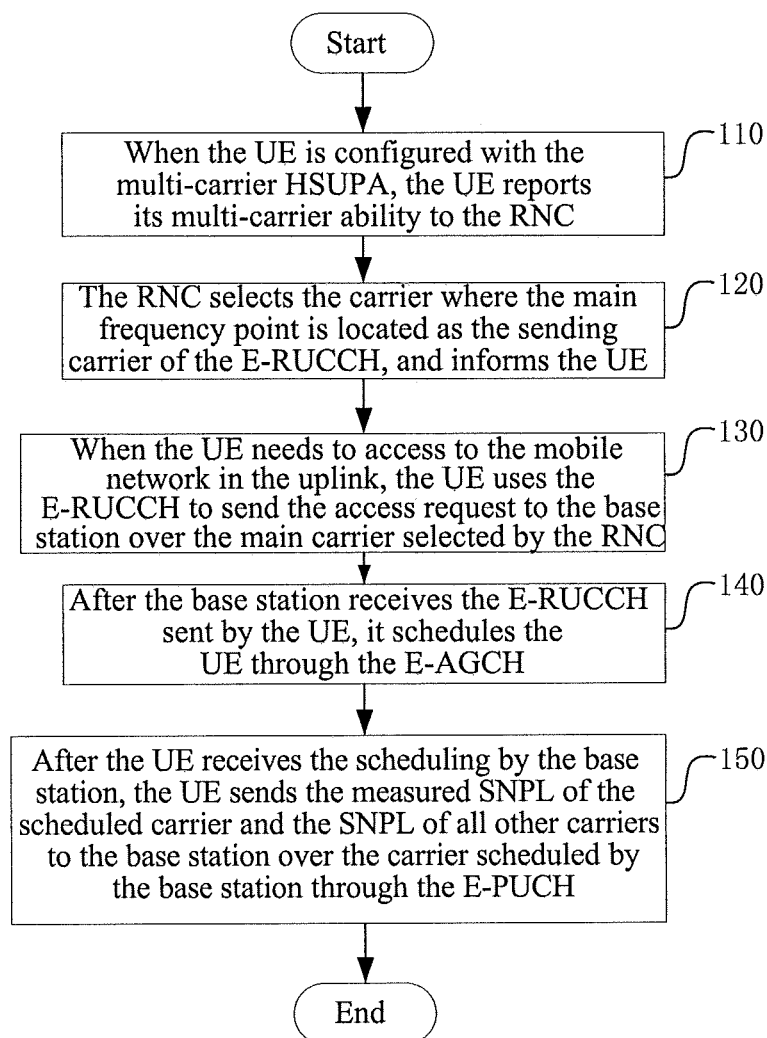 Start
110
When the UE is configured with the
multi-carrier HSUPA, the UE reports
its multi-carrier ability to the RNC
120
The RNC selects the carrier where the main
frequency point is located as the sending
carrier of the E-RUCCH, and informs the UE
130
When the UE needs to access to the mobile
network in the uplink, the UE uses the
E-RUCCH to send the access request to the base
station over the main carrier selected by the RNC
140
After the base station receives the E-RUCCH
sent by the UE, it schedules the
UE through the E-AGCH
150
After the UE receives the scheduling by the base
station, the UE sends the measured SNPL of the
scheduled carrier and the SNPL of all other carriers
to the base station over the carrier scheduled by
the base station through the E-PUCH
End